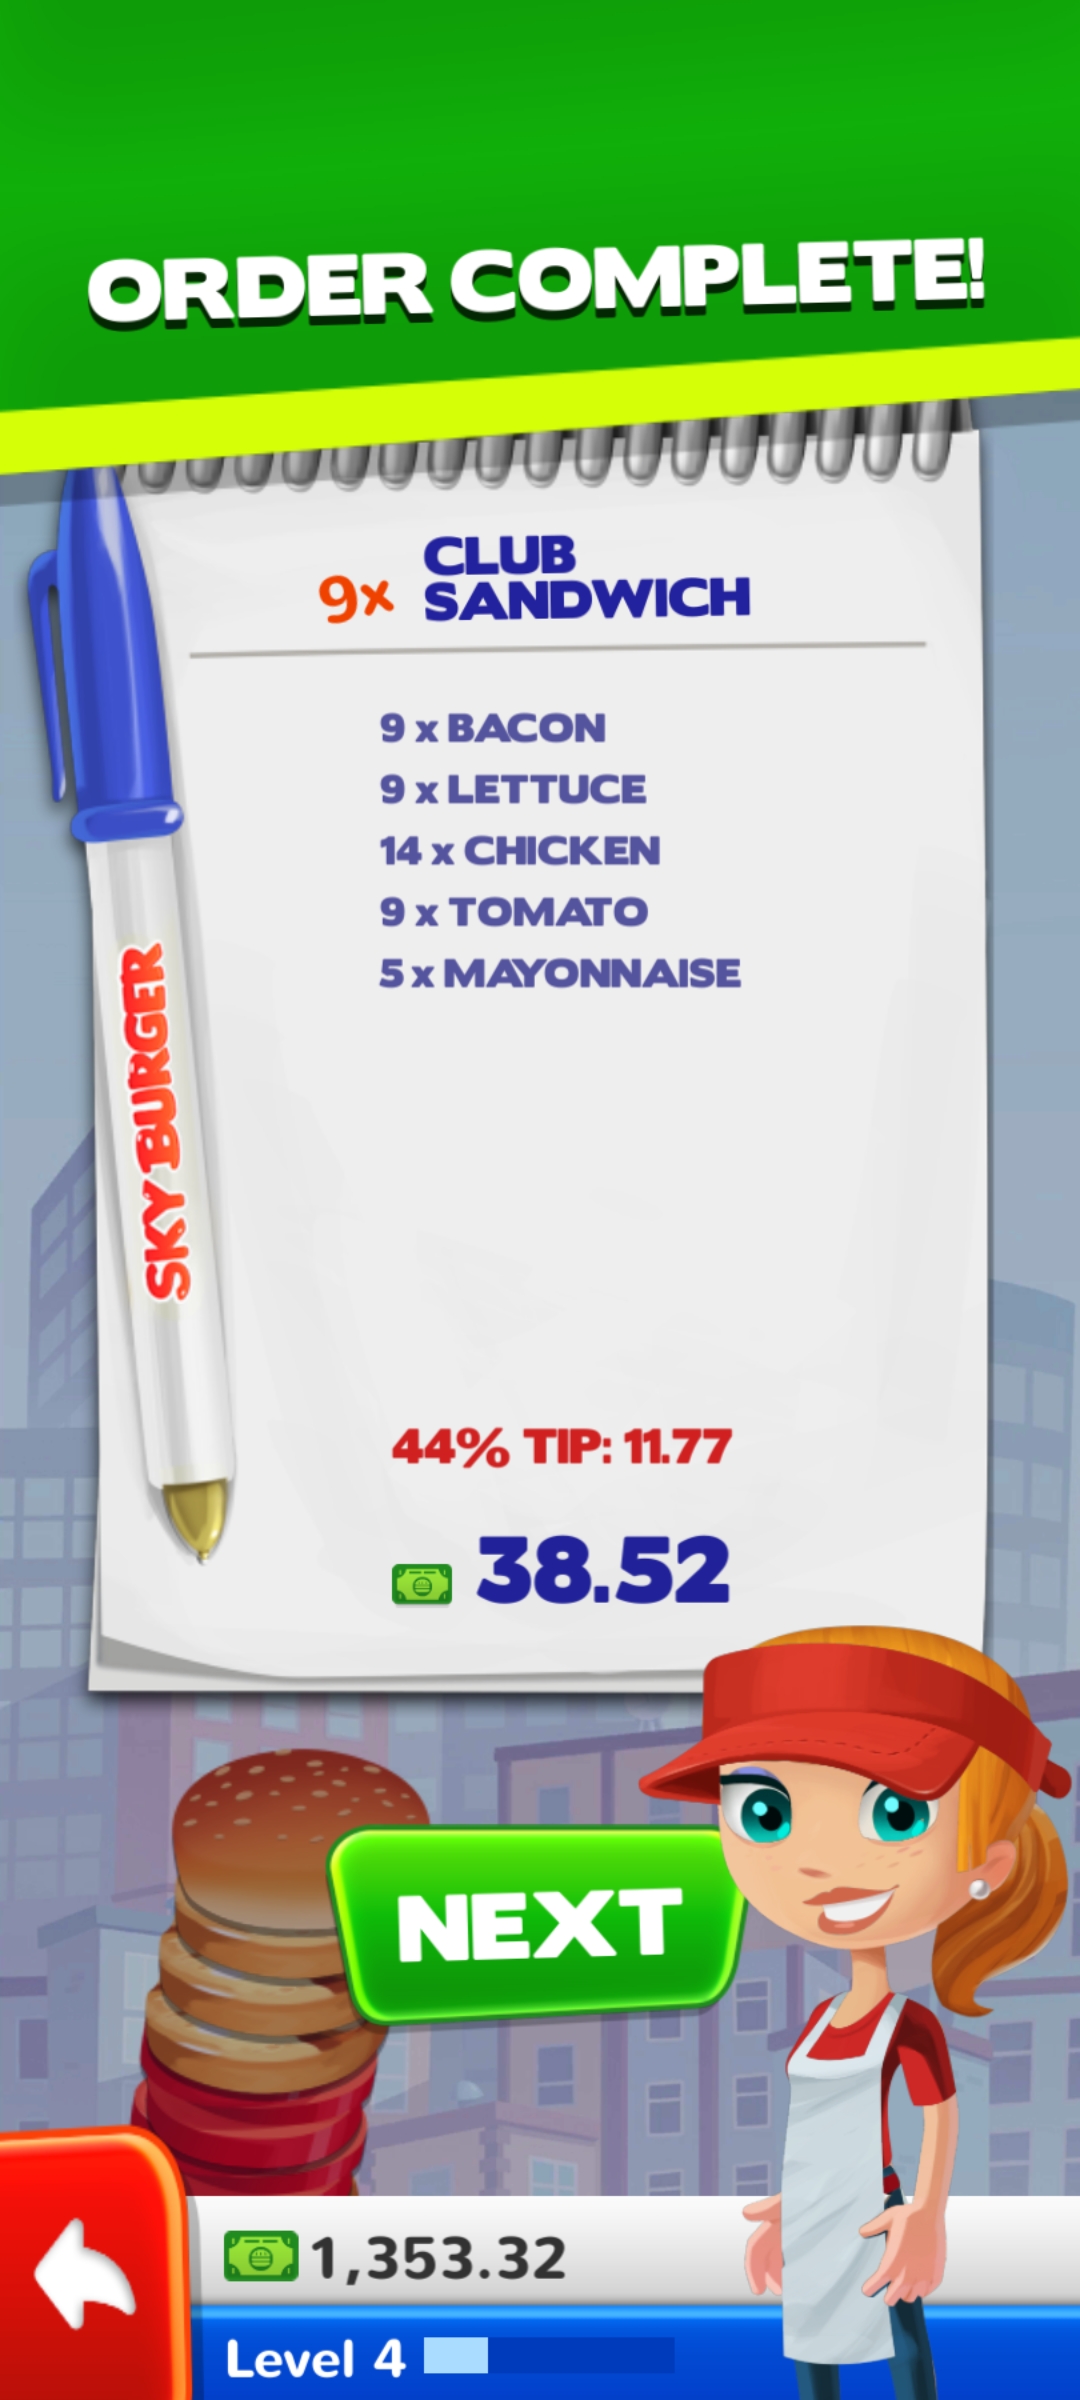 ORDER COMPLETE!
9x CLUB
SANDWICH
9 x BACON
9 x LETTUCE
14 x CHICKEN
9 x TOMATO
5 x MAYONNAISE
SKY BURGER
44% TIP: 11.77
38.52
NEXT
1,353.32
Level 4